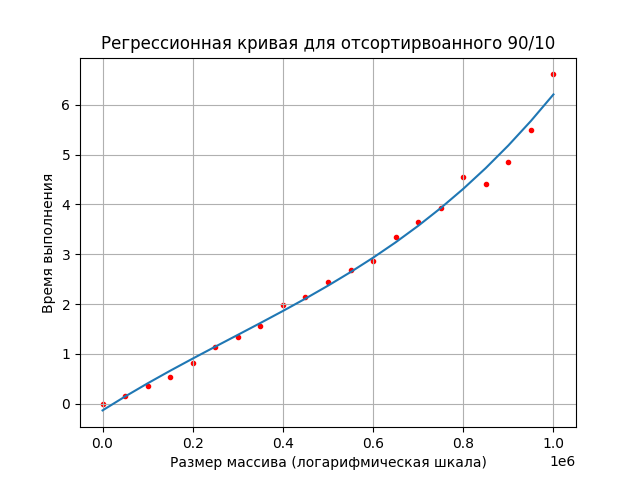 Регрессионная кривая для отсортирвоанного 90/10
Время выполнения
6
5
4
3
2
1
0
0.0 0.2 0.4 0.6 0.8 1.0
1e6
Размер массива (логарифмическая шкала)